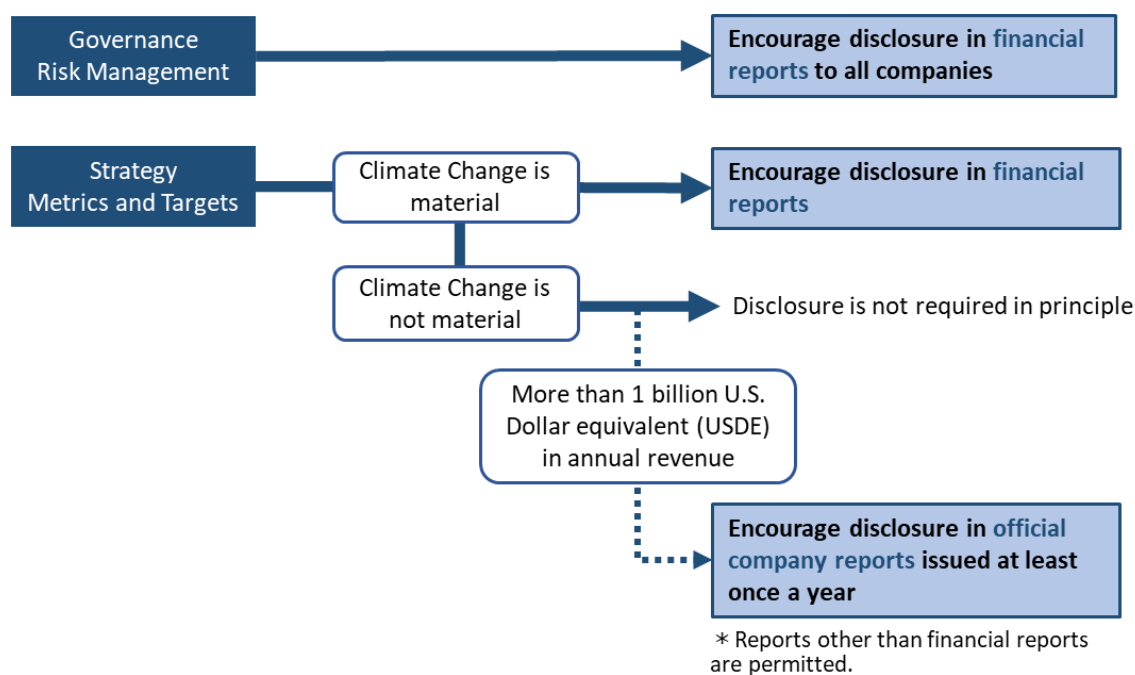 Governance
Risk Management
Encourage disclosure in financial
reports to all companies
Strategy
Metrics and Targets
Climate Change is
material
Encourage disclosure in financial
reports
Climate Change is
not material
Disclosure is not required in principle
More than 1 billion U.S.
Dollar equivalent (USDE)
in annual revenue
Encourage disclosure in official
company reports issued at least
once a year
* Reports other than financial reports
are permitted.